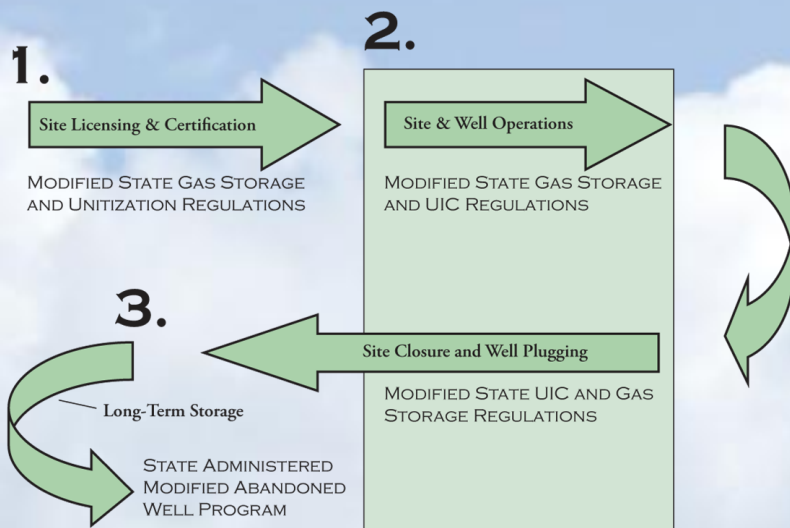 1.
Site Licensing & Certification
MODIFIED STATE GAS STORAGE
AND UNITIZATION REGULATIONS
2.
Site & Well Operations
MODIFIED STATE GAS STORAGE
AND UIC REGULATIONS
Site Closure and Well Plugging
MODIFIED STATE UIC AND GAS
STORAGE REGULATIONS
3.
Long-Term Storage
STATE ADMINISTERED
MODIFIED ABANDONED
WELL PROGRAM